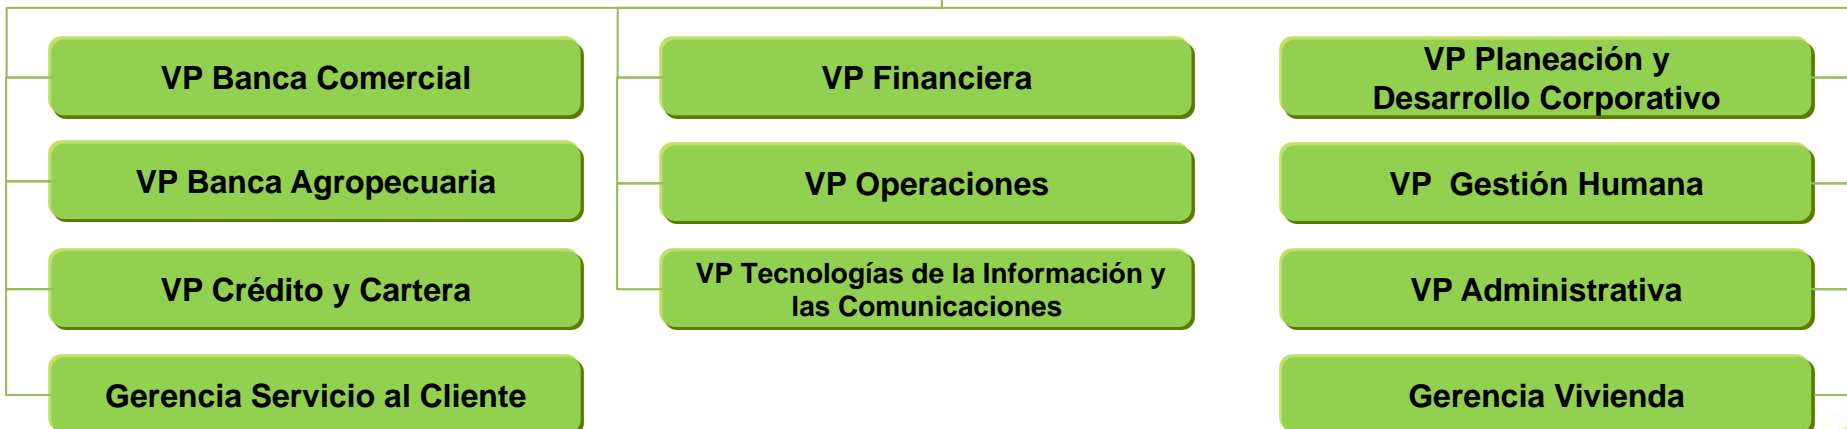 VP Banca Comercial
VP Banca Agropecuaria
VP Crédito y Cartera
Gerencia Servicio al Cliente
VP Financiera
VP Operaciones
VP Tecnologías de la Información y
las Comunicaciones
VP Planeación y
Desarrollo Corporativo
VP Gestión Humana
VP Administrativa
Gerencia Vivienda